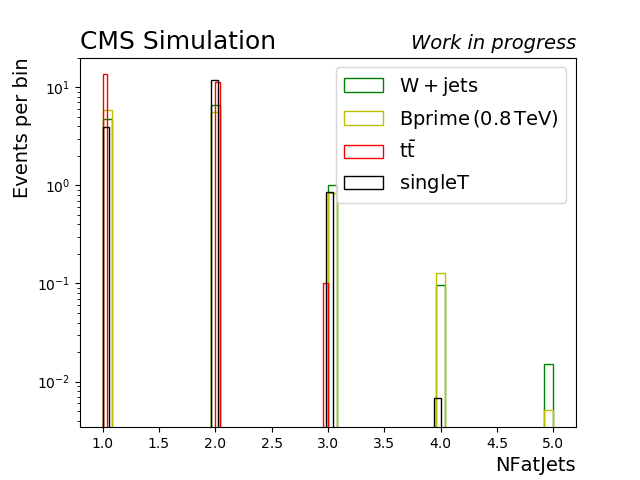 CMS Simulation Work in progress
Events per bin
10¹
10⁰
10⁻¹
10⁻²
W + jets
Bprime (0.8 TeV)
tt̄
singleT
1.0 1.5 2.0 2.5 3.0 3.5 4.0 4.5 5.0
NFatJets